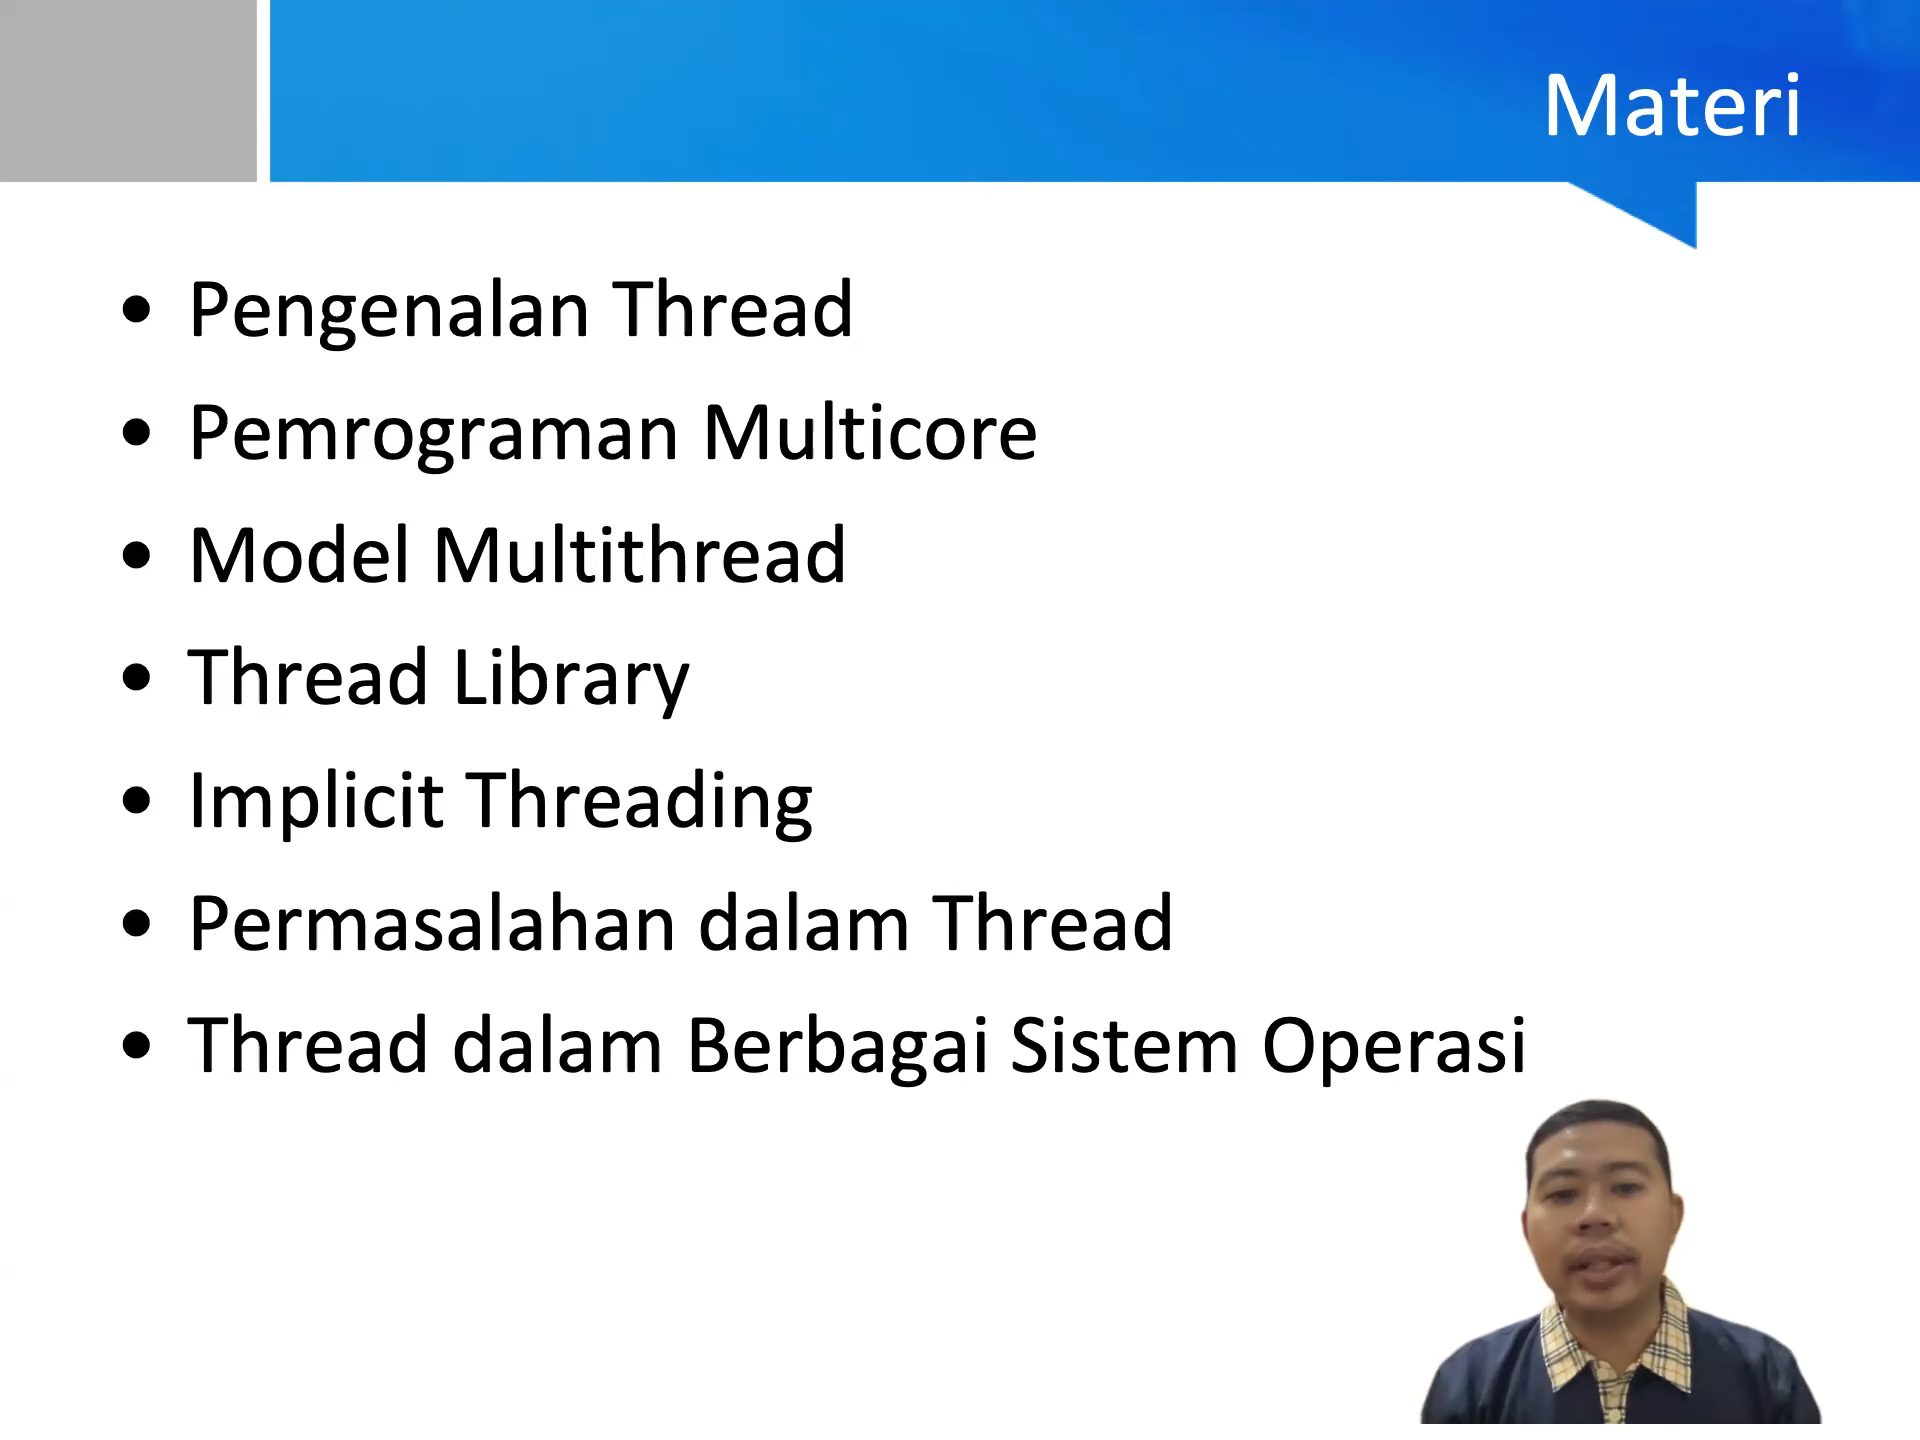 Materi
• Pengenalan Thread
• Pemrograman Multicore
• Model Multithread
• Thread Library
• Implicit Threading
• Permasalahan dalam Thread
• Thread dalam Berbagai Sistem Operasi